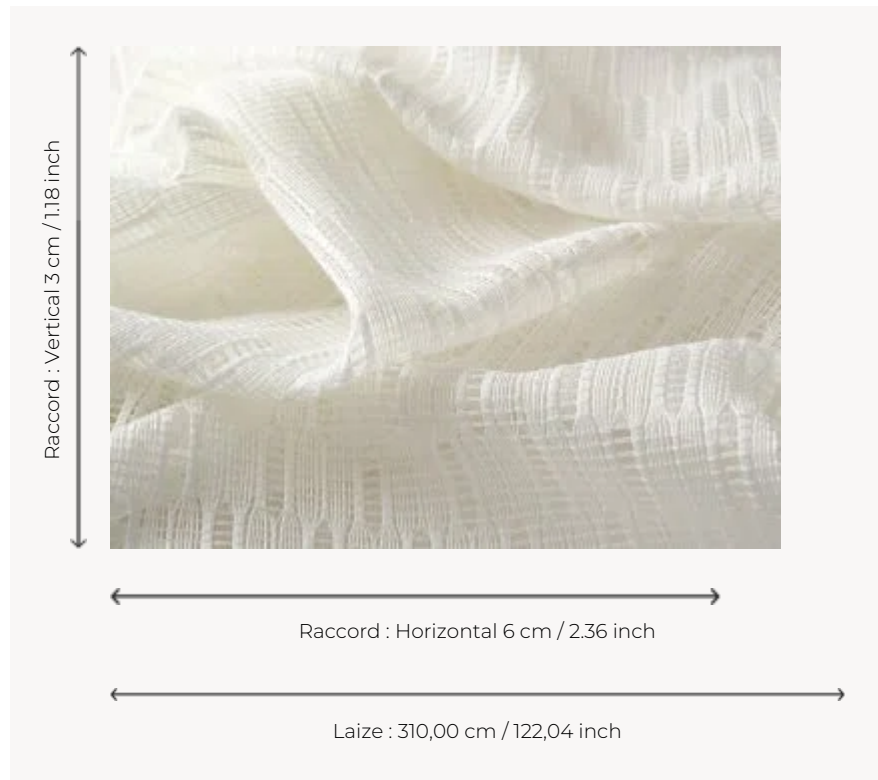 Raccord : Vertical 3 cm / 1.18 inch
Raccord : Horizontal 6 cm / 2.36 inch
Laize : 310,00 cm / 122,04 inch